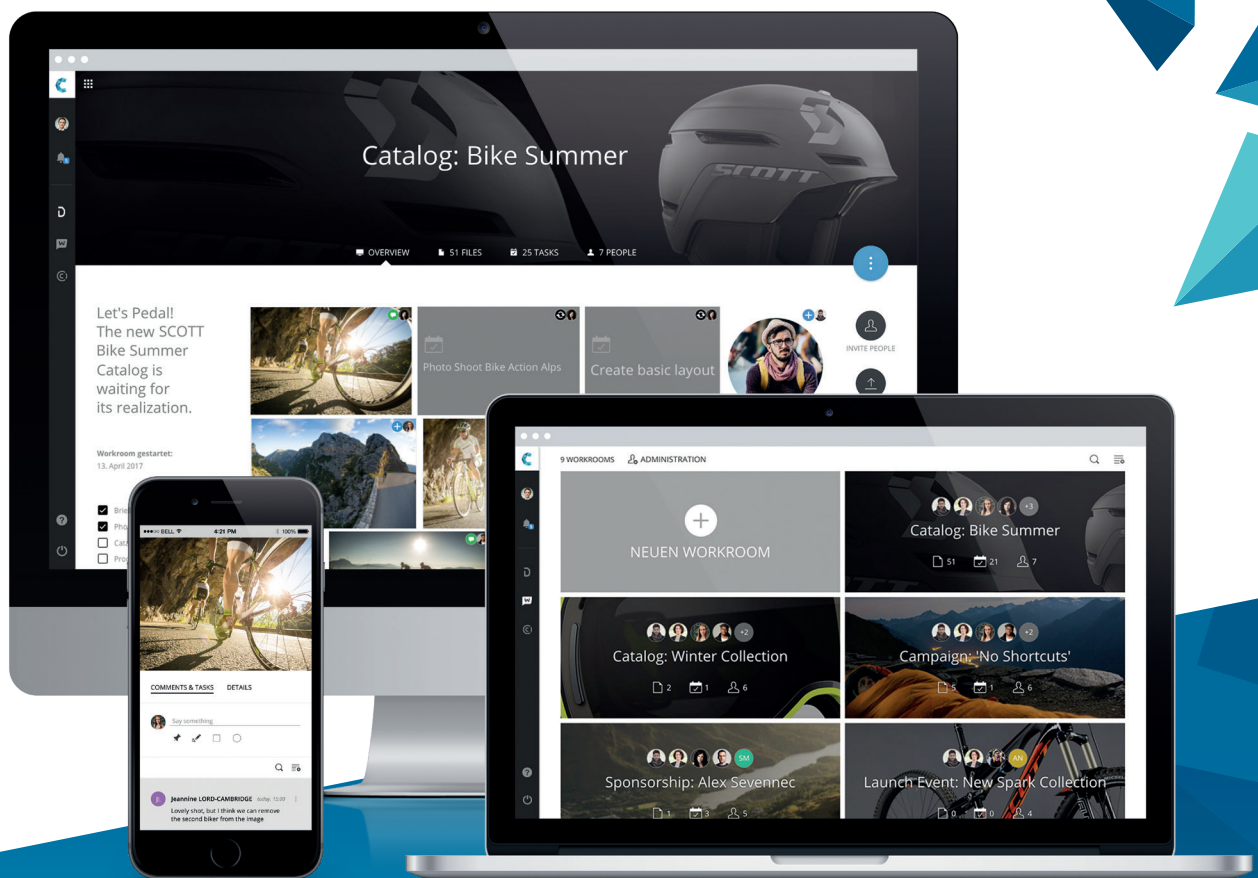 Catalog: Bike Summer
SCOTT
OVERVIEW
51 FILES
25 TASKS
7 PEOPLE
Let's Pedal!
The new SCOTT
Bike Summer
Catalog is
waiting for
its realization.
Workroom gestartet:
13. April 2017
Photo Shoot Bike Action Alps
Create basic layout
INVITE PEOPLE
BELL
4:21 PM
100%
COMMENTS & TASKS
DETAILS
Say something
Jeannine LORD-CAMBRIDGE today, 15:09
Lovely shot, but I think we can remove
the second biker from the image
9 WORKROOMS
ADMINISTRATION
NEUEN WORKROOM
+3
Catalog: Bike Summer
51 21 7
+2
Catalog: Winter Collection
2 1 6
+2
Campaign: 'No Shortcuts'
5 1 6
SM
Sponsorship: Alex Sevennec
1 3 5
AN
Launch Event: New Spark Collection
0 0 4